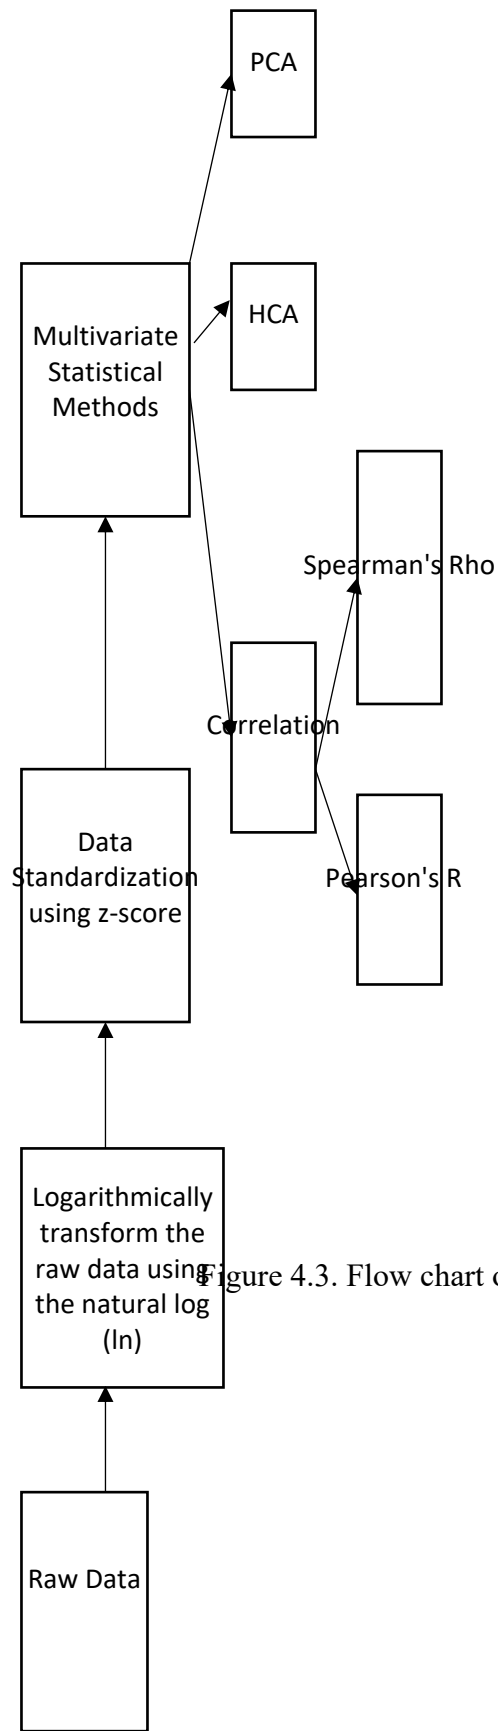 PCA
HCA
Multivariate
Statistical
Methods
Spearman's Rho
Correlation
Data
Standardization
using z-score
Pearson's R
Logarithmically
transform the
raw data using
the natural log
(ln)
Figure 4.3. Flow chart
Raw Data